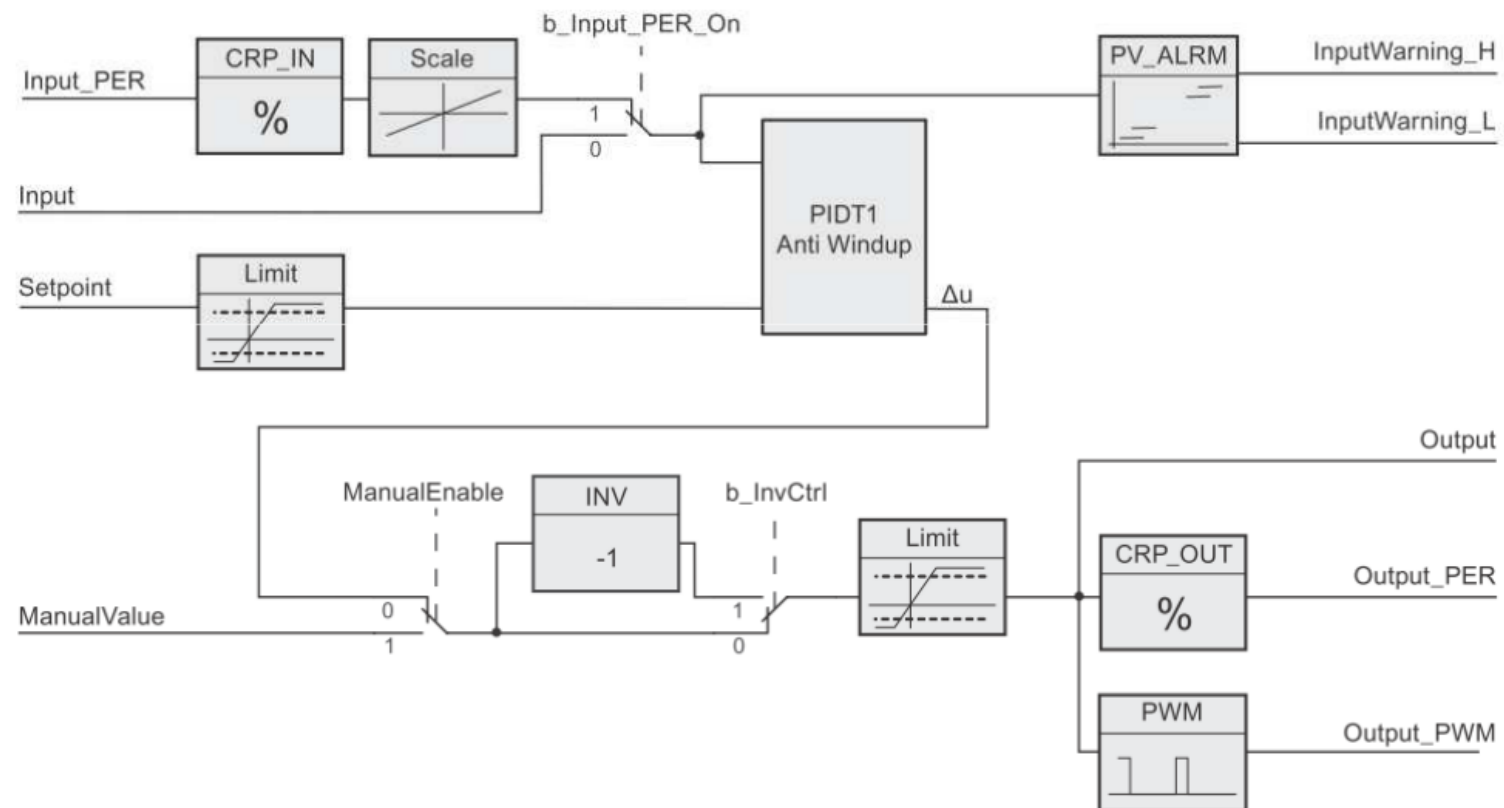 b_Input_PER_On
Input_PER
CRP_IN
%
Scale
1
0
PV_ALRM
InputWarning_H
InputWarning_L
Input
PIDT1
Anti Windup
Setpoint
Limit
Δu
Output
ManualEnable
INV
-1
b_InvCtrl
Limit
CRP_OUT
%
Output_PER
ManualValue
0
1
1
0
PWM
Output_PWM